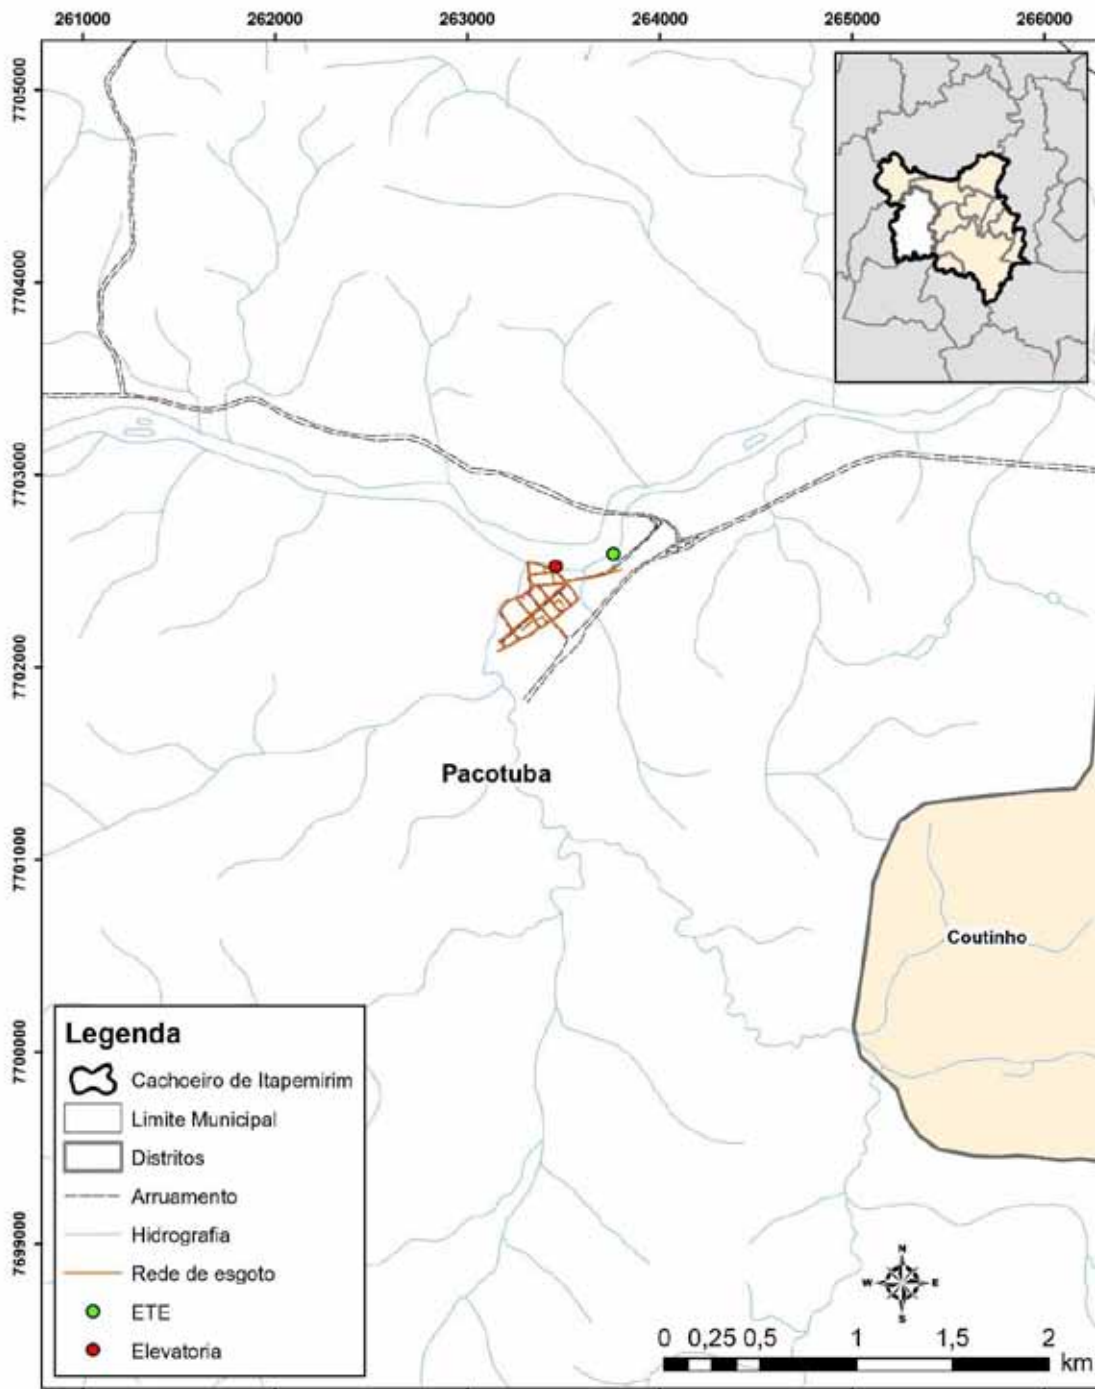 261000 262000 263000 264000 265000 266000
7705000
7704000
7703000
7702000
7701000
7700000
7699000
Pacotuba
Coutinho
Legenda
Cachoeiro de Itapemirim
Limite Municipal
Distritos
Arruamento
Hidrografia
Rede de esgoto
ETE
Elevatoria
N
W E
S
0 0,25 0,5 1 1,5 2
km